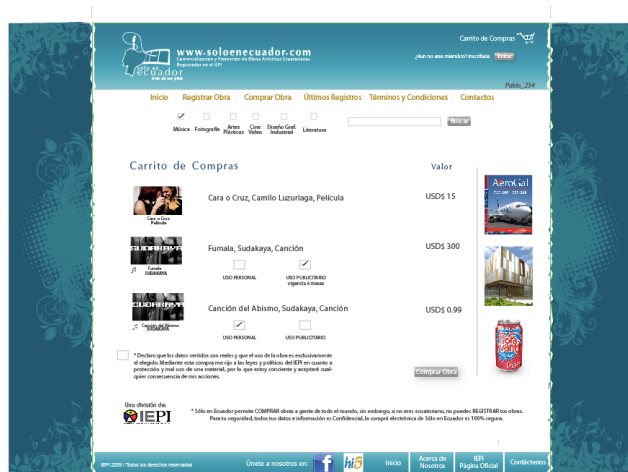 Carrito de Compras
Sólo en
ecuador
www.soloenecuador.com
Comercialización y Protección de Obras Artísticas Ecuatorianas
Registradas en el IEPI
¿Aun no eres miembro? Inscríbete
Entrar
Pablo_234
Inicio Registrar Obra Comprar Obra Últimos Registros Términos y Condiciones Contactos
Música Fotografía Artes Plásticas Cine Video Diseño Graf. Industrial Literatura
Buscar
Carrito de Compras Valor
Cara o Cruz, Camilo Luzuriaga, Película USD$ 15
Cara o Cruz
Película
AeroGal
SUDAKAYA
Fumala, Sudakaya, Canción USD$ 300
Fumala
SUDAKAYA
USO PERSONAL USO PUBLICITARIO
vigencia 6 meses
SUDAKAYA
Canción del Abismo, Sudakaya, Canción USD$ 0.99
Canción del Abismo
SUDAKAYA
USO PERSONAL USO PUBLICITARIO
* Declaro que los datos vertidos son reales y que el uso de la obra es exclusivamente
el elegido. Mediante esta compra me rijo a las leyes y políticas del IEPI en cuanto a
protección y mal uso de una material, por lo que estoy conciente y aceptaré cual-
quier consecuencia de mis acciones.
Comprar Obra
Una división de:
IEPI
* Sólo en Ecuador permite COMPRAR obras a gente de todo el mundo, sin embargo, si no eres ecuatoriano, no puedes REGISTRAR tus obras.
Para tu seguridad, todos tus datos e información es Confidencial, la compra electrónica de Sólo en Ecuador es 100% segura.
IEPI 2009 / Todos los derechos reservados
Únete a nosotros en:
f
hi5
Inicio
Acerca de
Nosotros
IEPI
Página Oficial
Contáctenos